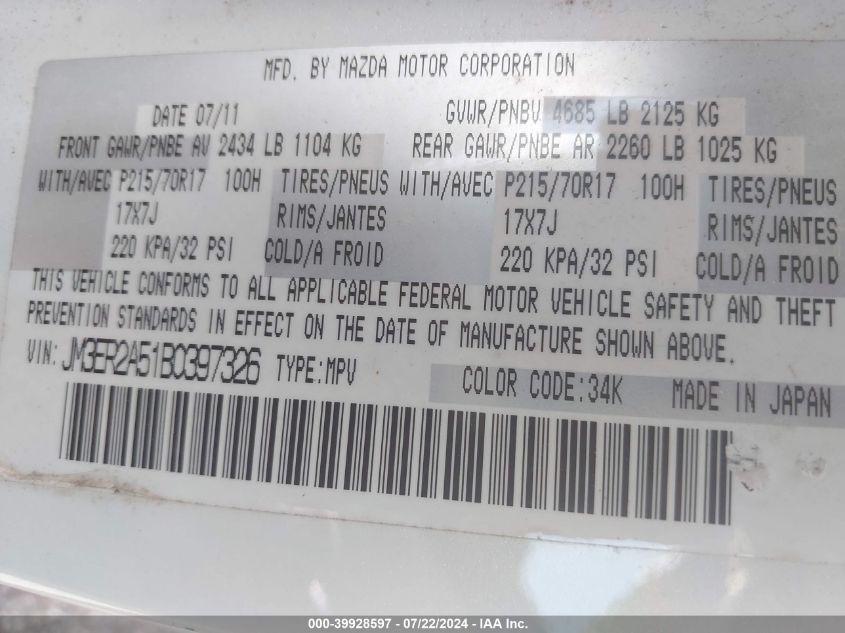 MFD. BY MAZDA MOTOR CORPORATION
DATE 07/11 GVWR/PNBV 4685 LB 2125 KG
FRONT GAWR/PNBE AV 2434 LB 1104 KG REAR GAWR/PNBE AR 2260 LB 1025 KG
WITH/AVEC P215/70R17 100H TIRES/PNEUS WITH/AVEC P215/70R17 100H TIRES/PNEUS
17X7J RIMS/JANTES 17X7J RIMS/JANTES
220 KPA/32 PSI COLD/A FROID 220 KPA/32 PSI COLD/A FROID
THIS VEHICLE CONFORMS TO ALL APPLICABLE FEDERAL MOTOR VEHICLE SAFETY AND THEFT
PREVENTION STANDARDS IN EFFECT ON THE DATE OF MANUFACTURE SHOWN ABOVE.
VIN: JM3ER2A51B0397326 TYPE:MPV
COLOR CODE:34K MADE IN JAPAN
000-39928597 - 07/22/2024 - IAA Inc.